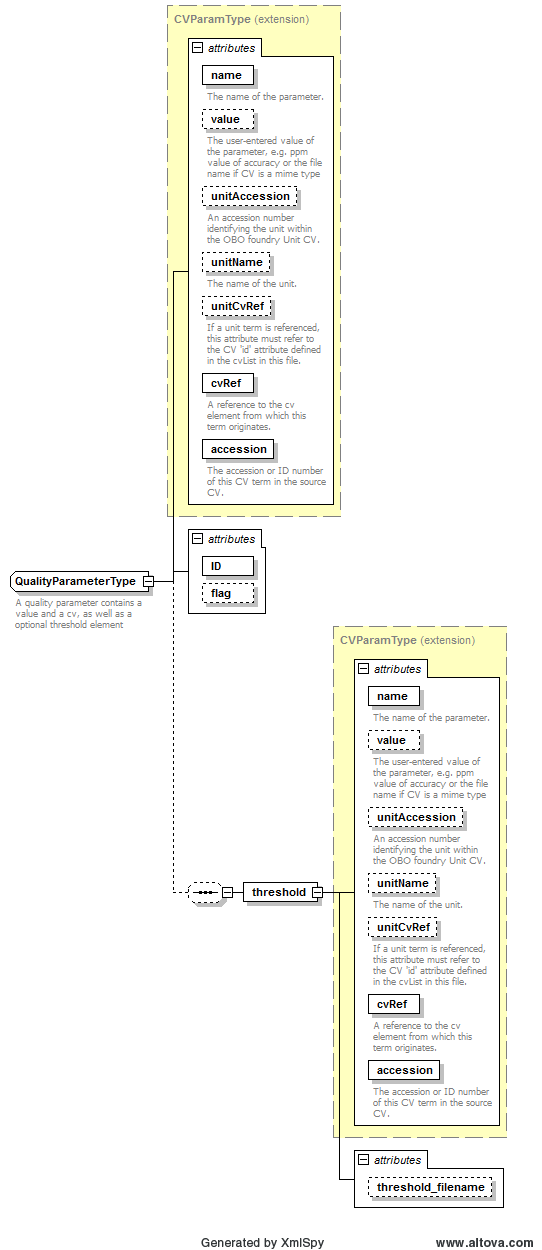 CVParamType (extension)
attributes
name
The name of the parameter.
value
The user-entered value of
the parameter, e.g. ppm
value of accuracy or the file
name if CV is a mime type
unitAccession
An accession number
identifying the unit within
the OBO foundry Unit CV.
unitName
The name of the unit.
unitCvRef
If a unit term is referenced,
this attribute must refer to
the CV 'id' attribute defined
in the cvList in this file.
cvRef
A reference to the cv
element from which this
term originates.
accession
The accession or ID number
of this CV term in the source
CV.
attributes
ID
flag
QualityParameterType
A quality parameter contains a
value and a cv, as well as a
optional threshold element
threshold
CVParamType (extension)
attributes
name
The name of the parameter.
value
The user-entered value of
the parameter, e.g. ppm
value of accuracy or the file
name if CV is a mime type
unitAccession
An accession number
identifying the unit within
the OBO foundry Unit CV.
unitName
The name of the unit.
unitCvRef
If a unit term is referenced,
this attribute must refer to
the CV 'id' attribute defined
in the cvList in this file.
cvRef
A reference to the cv
element from which this
term originates.
accession
The accession or ID number
of this CV term in the source
CV.
attributes
threshold_filename
Generated by XmlSpy www.altova.com